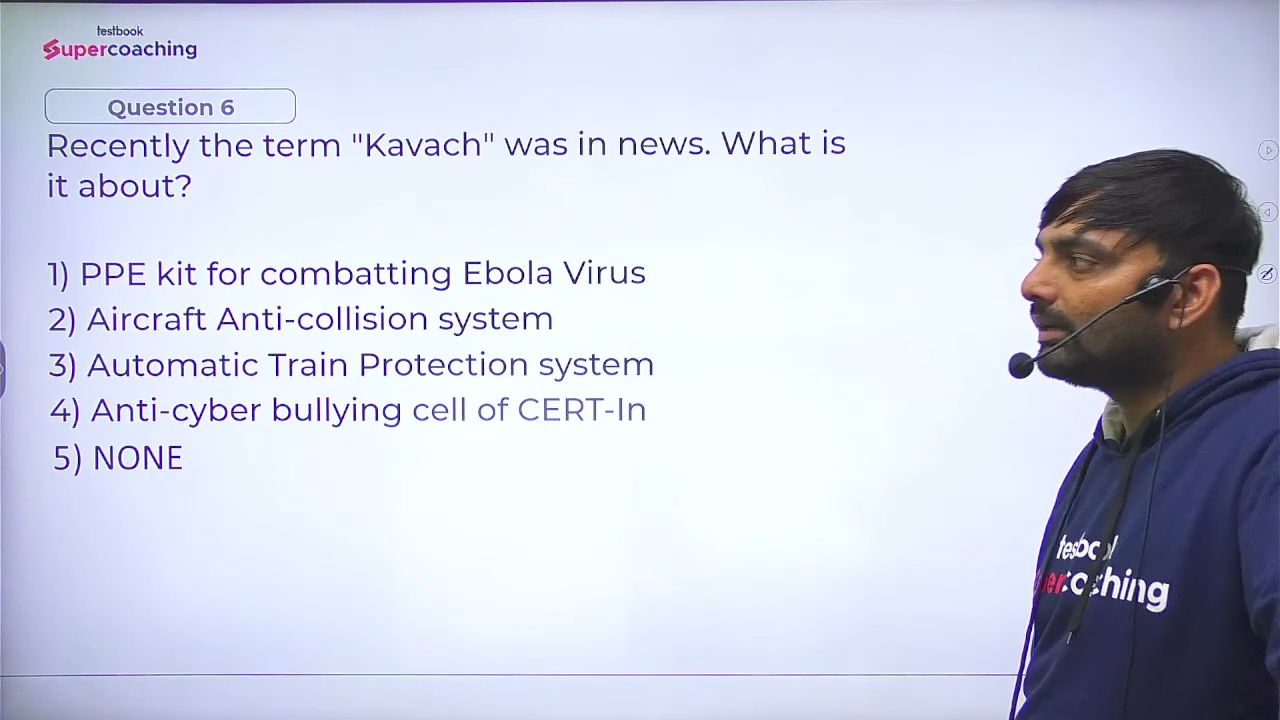 testbook
Supercoaching
Question 6
Recently the term "Kavach" was in news. What is
it about?
1) PPE kit for combatting Ebola Virus
2) Aircraft Anti-collision system
3) Automatic Train Protection system
4) Anti-cyber bullying cell of CERT-In
5) NONE
coaching